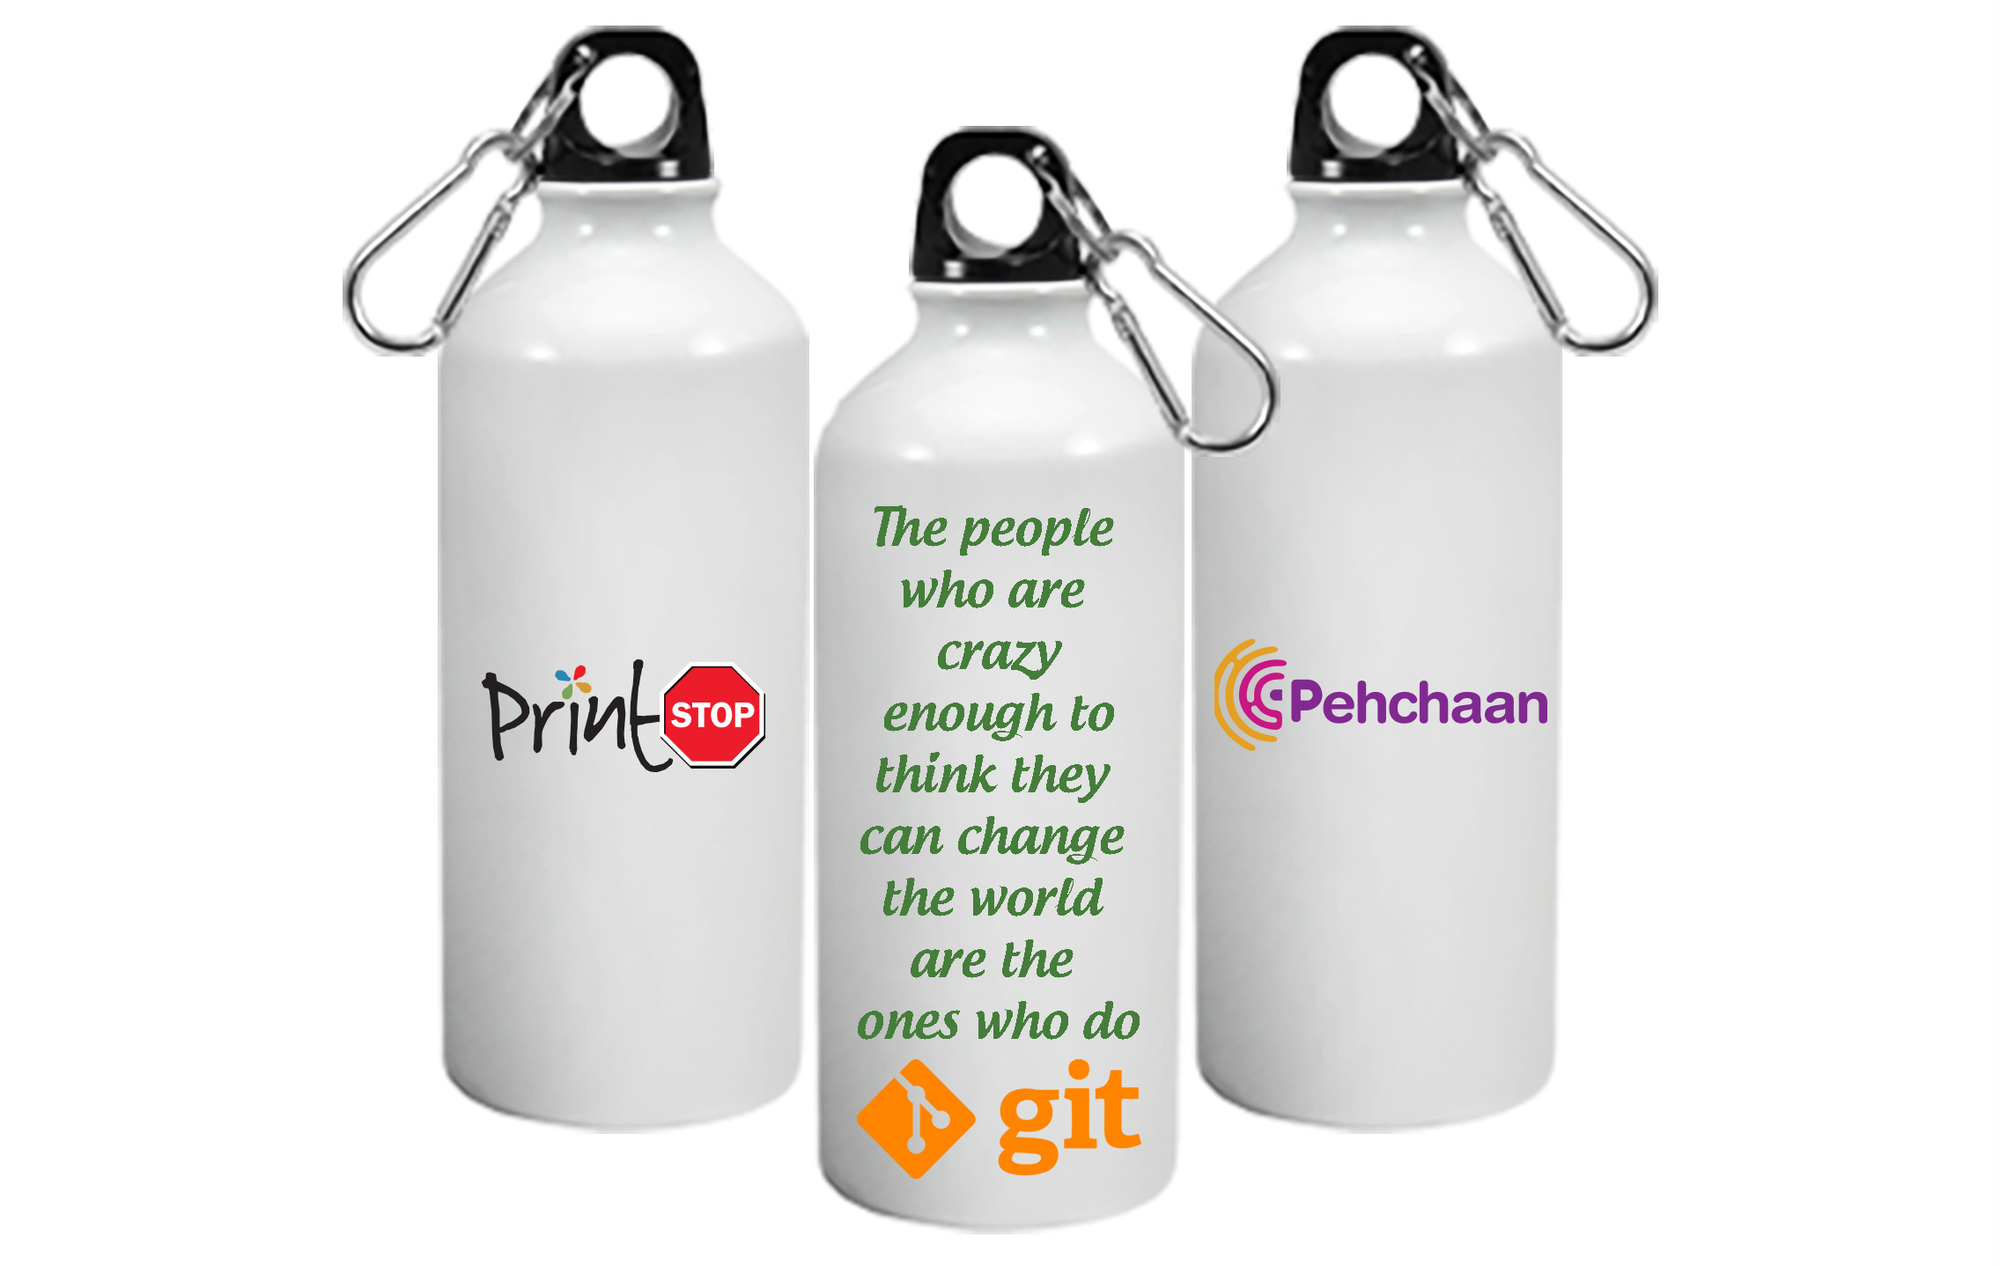 Print STOP
The people
who are
crazy
enough to
think they
can change
the world
are the
ones who do
git
Pehchaan